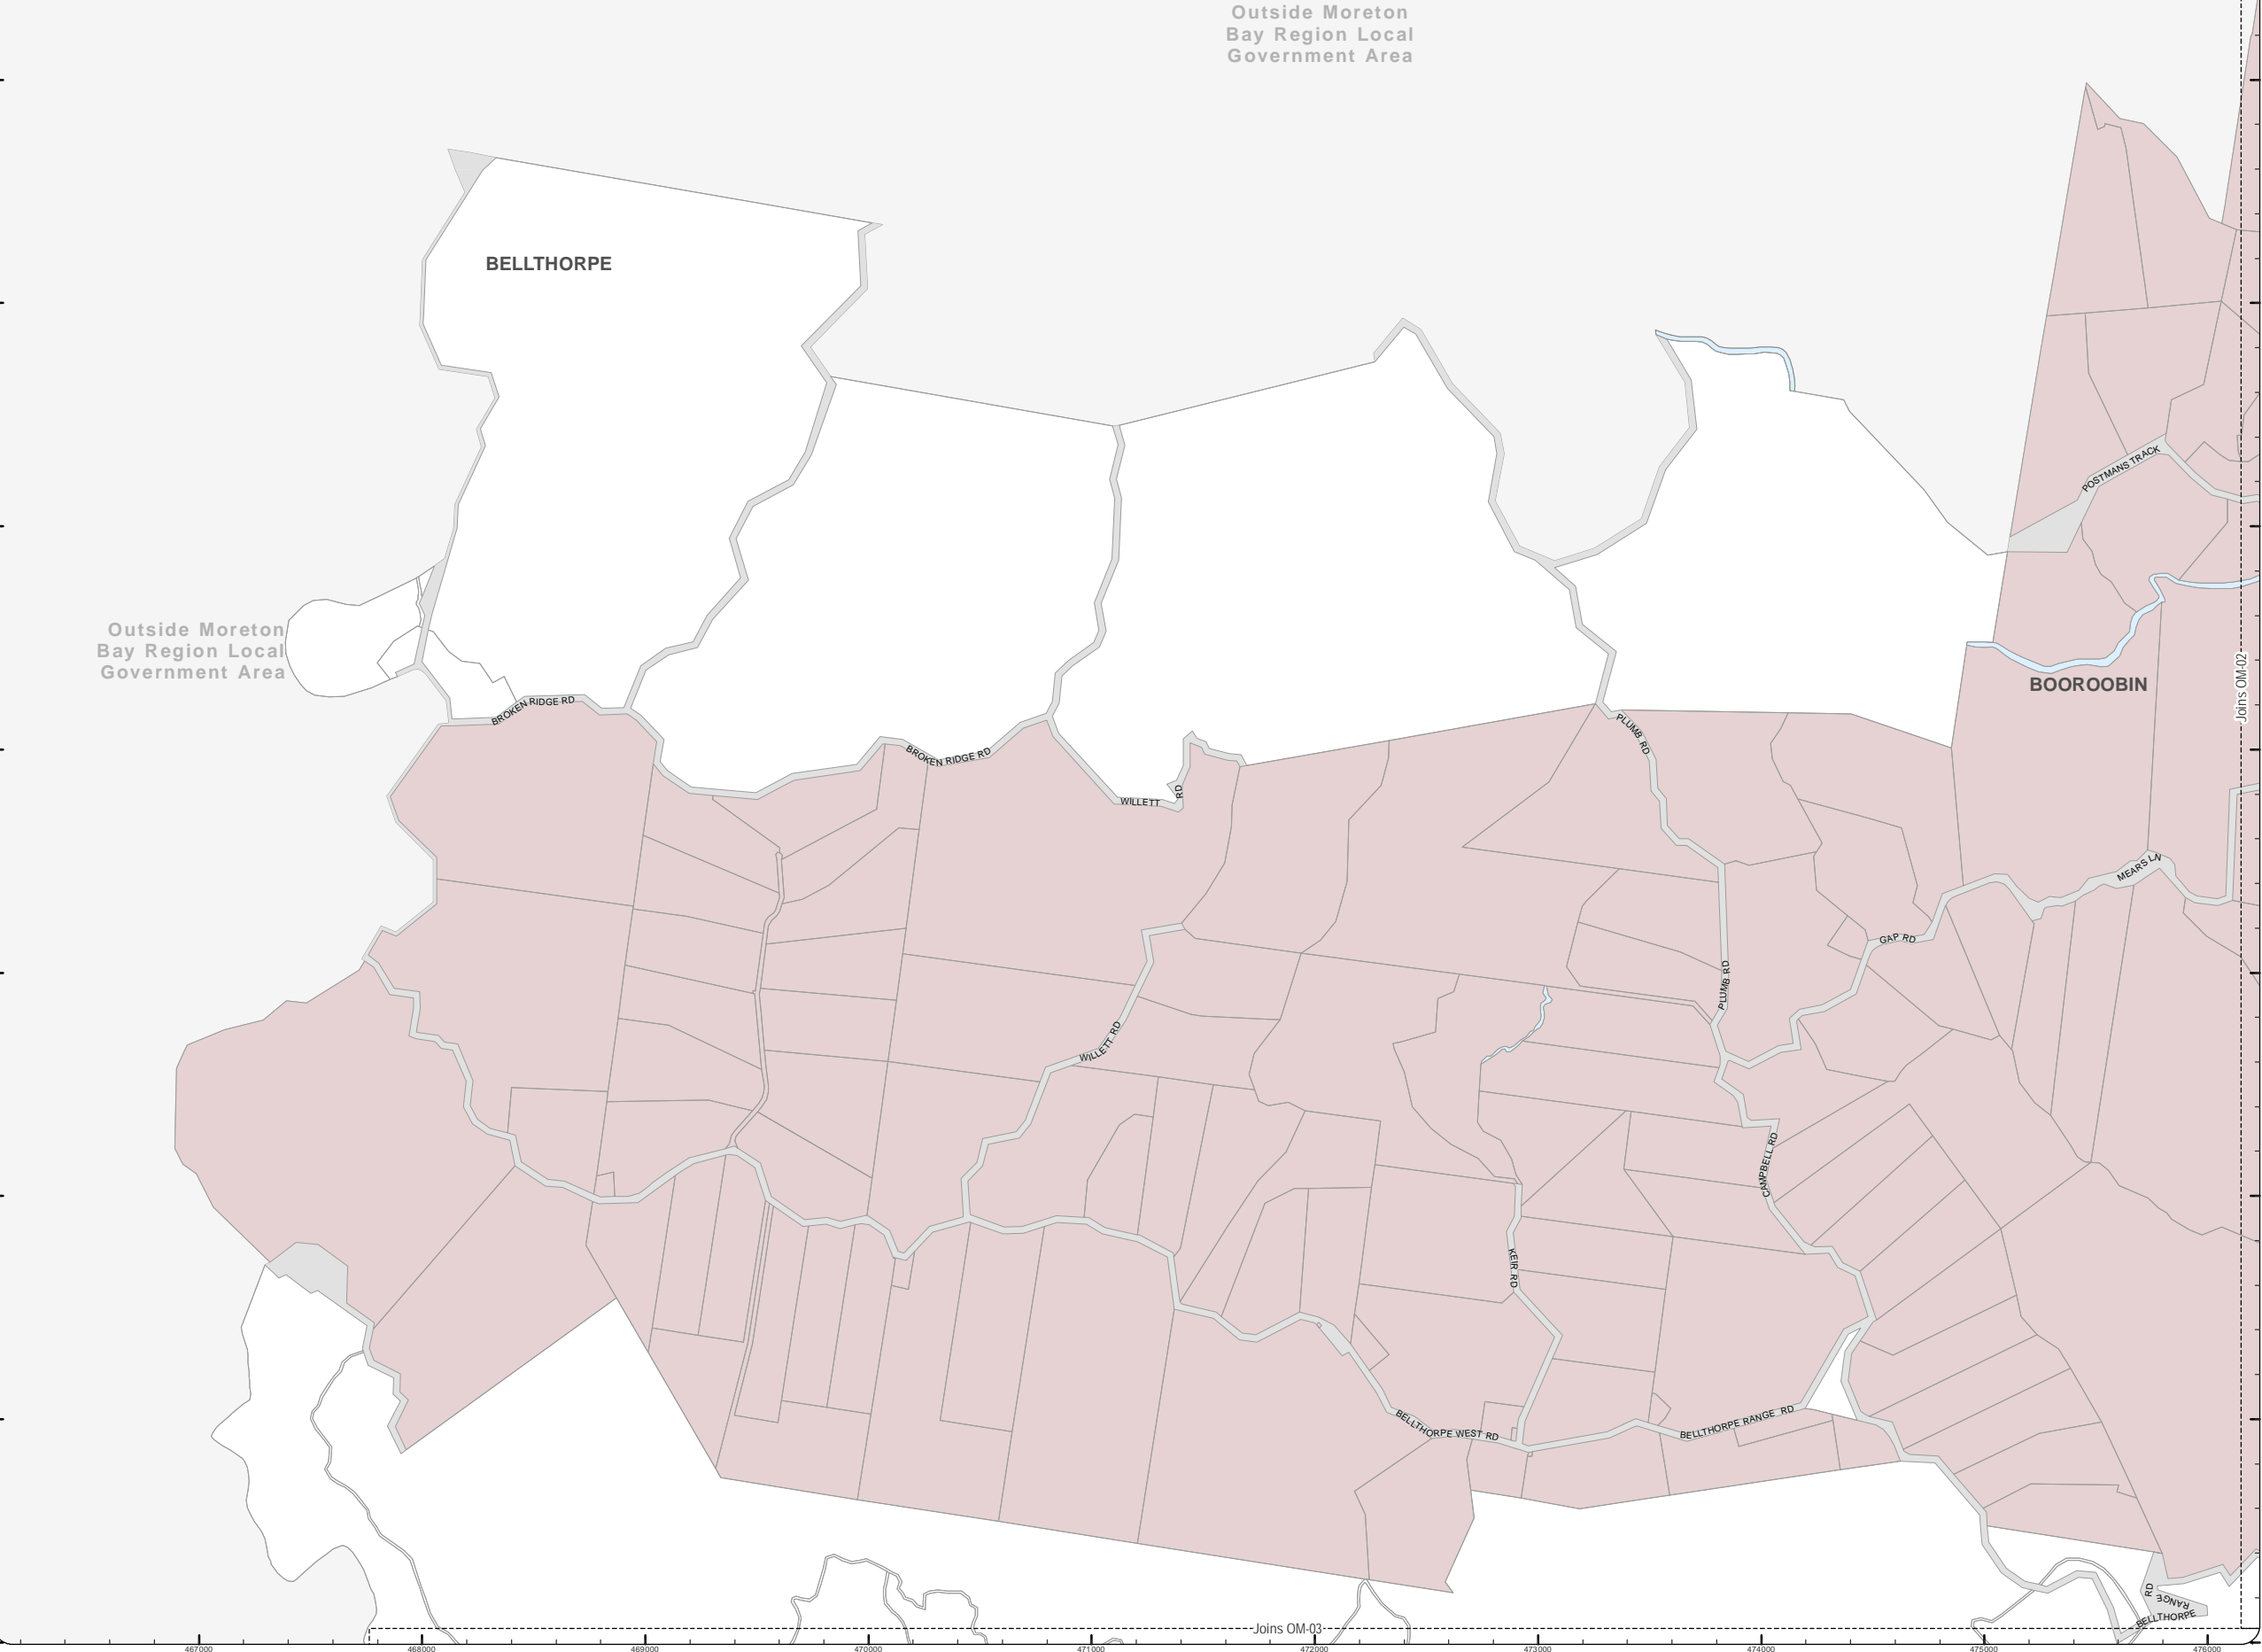 Outside Moreton
Bay Region Local
Government Area
BELLTHORPE
POSTMANS TRACK
Outside Moreton
Bay Region Local
Government Area
Joins OM-02
BOOROOBIN
BROKEN RIDGE RD
BROKEN RIDGE RD
PLUMB RD
WILLETT
RD
MEARS LN
GAP RD
PLUMB RD
WILLETT RD
CAMPBELL RD
KEIR RD
BELLTHORPE WEST RD
BELLTHORPE RANGE RD
BELLTHORPE
RANGE
RD
Joins OM-03
467000
468000
469000
470000
471000
472000
473000
474000
475000
476000